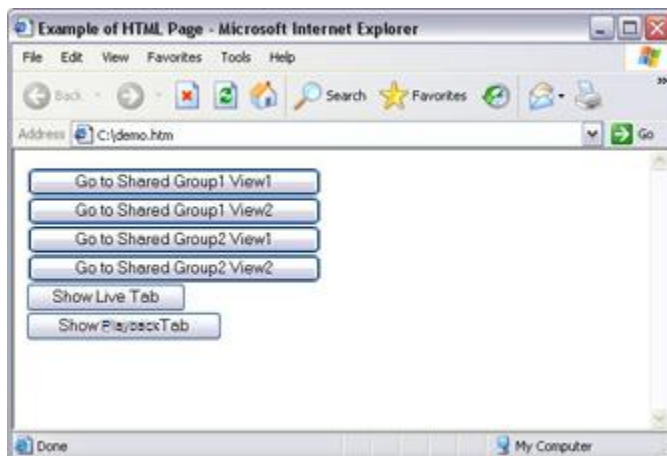 Example of HTML Page - Microsoft Internet Explorer
File Edit View Favorites Tools Help
Back Search Favorites
Address C:\demo.htm Go
Go to Shared Group1 View1
Go to Shared Group1 View2
Go to Shared Group2 View1
Go to Shared Group2 View2
Show Live Tab
Show Playback Tab
Done My Computer